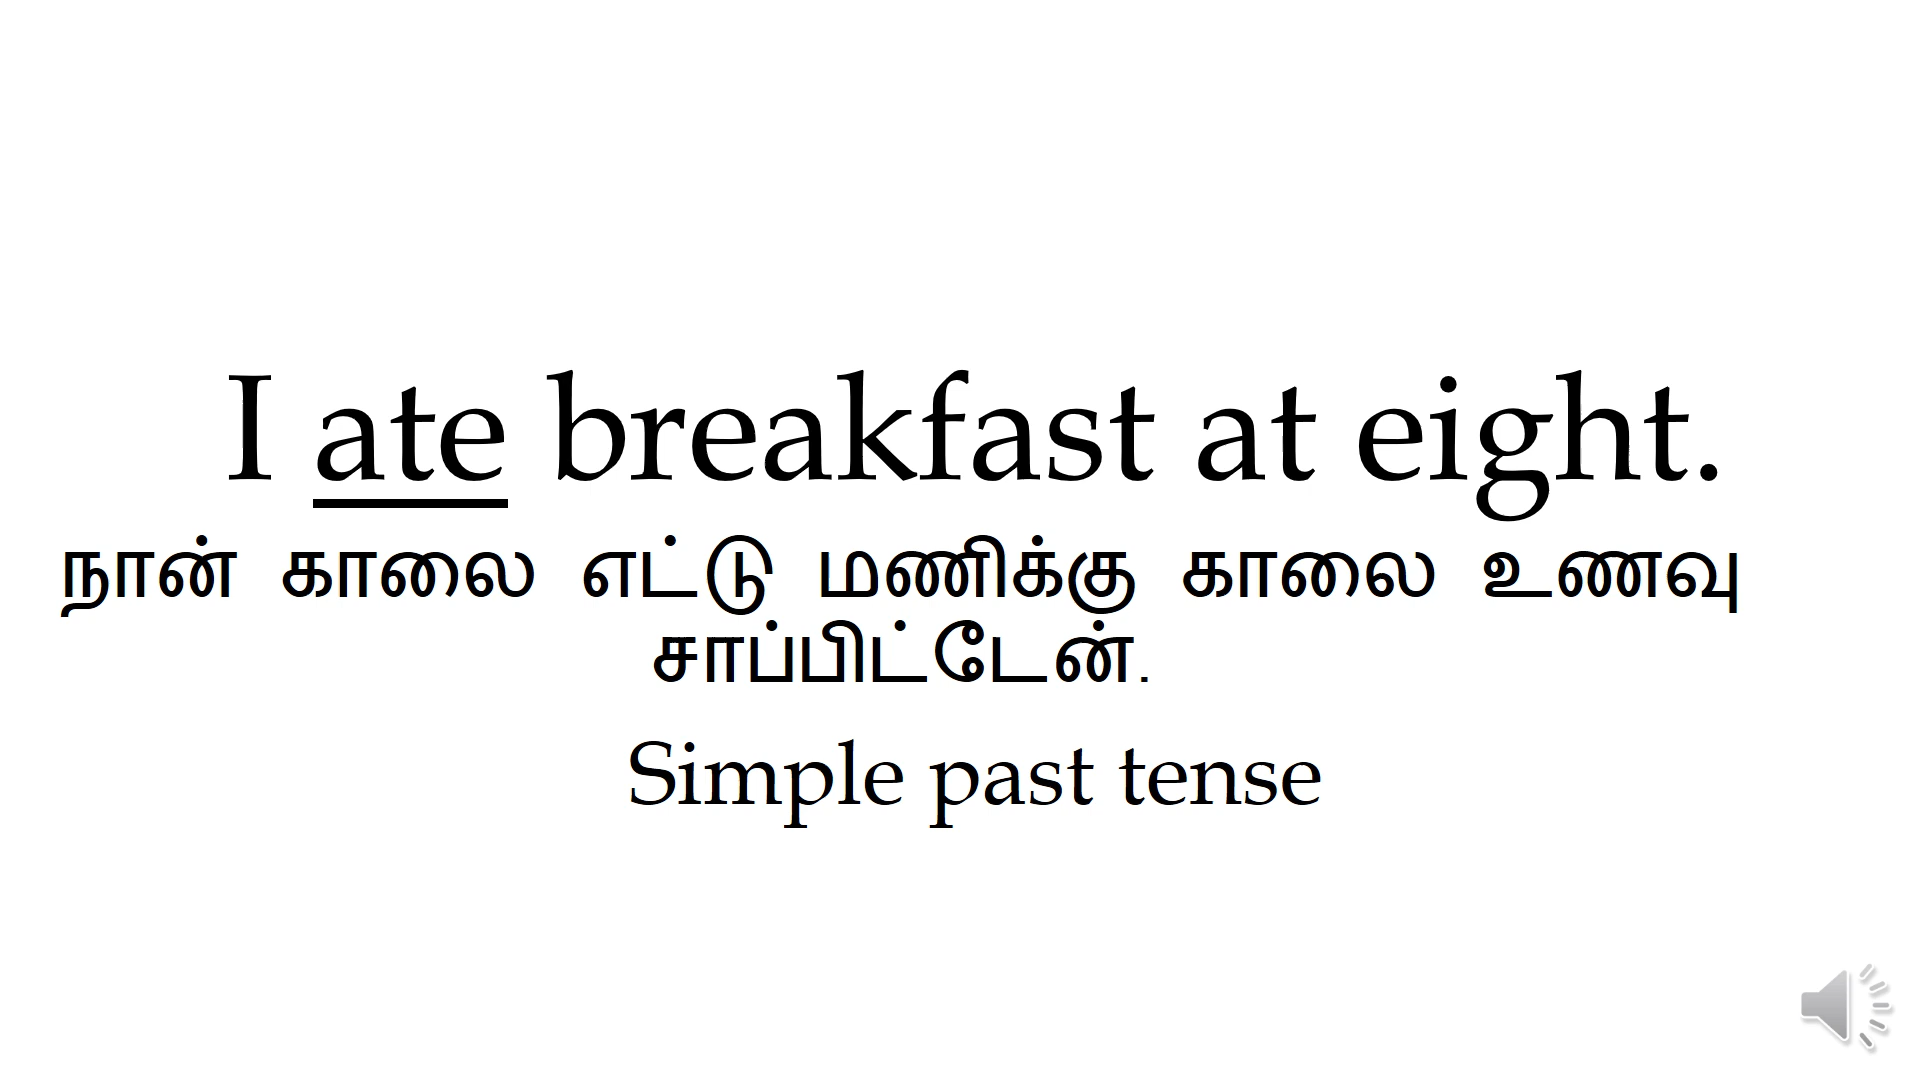 I ate breakfast at eight.
நான் காலை எட்டு மணிக்கு காலை உணவு
சாப்பிட்டேன்.
Simple past tense